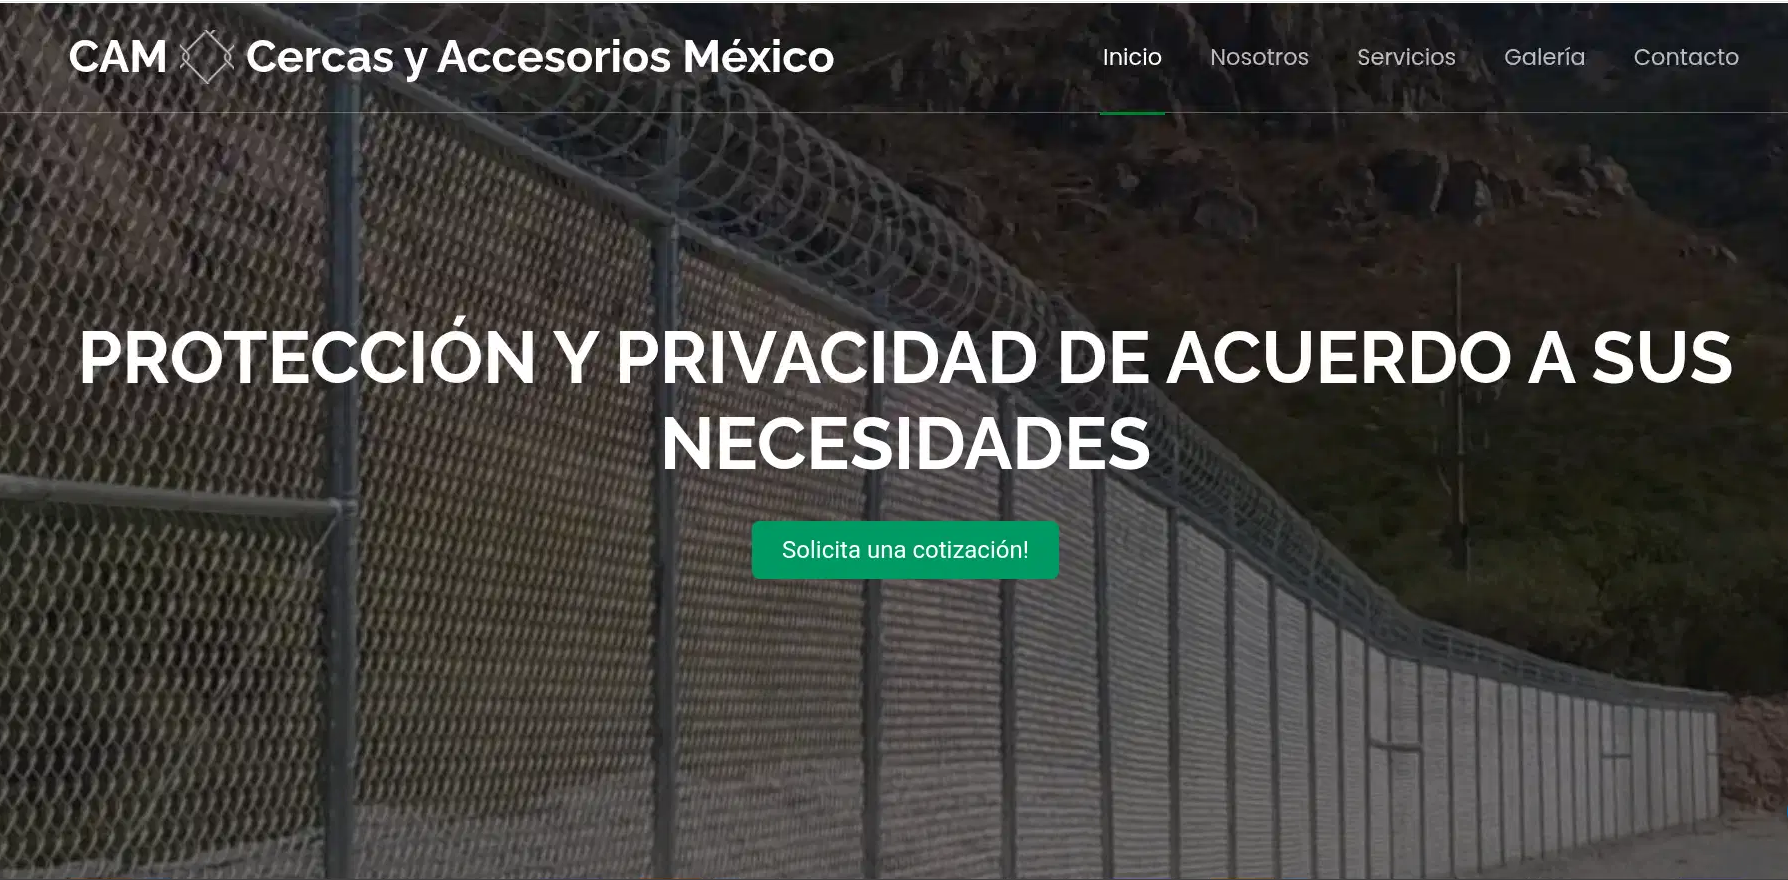 CAM Cercas y Accesorios México
Inicio Nosotros Servicios Galería Contacto
PROTECCIÓN Y PRIVACIDAD DE ACUERDO A SUS
NECESIDADES
Solicita una cotización!